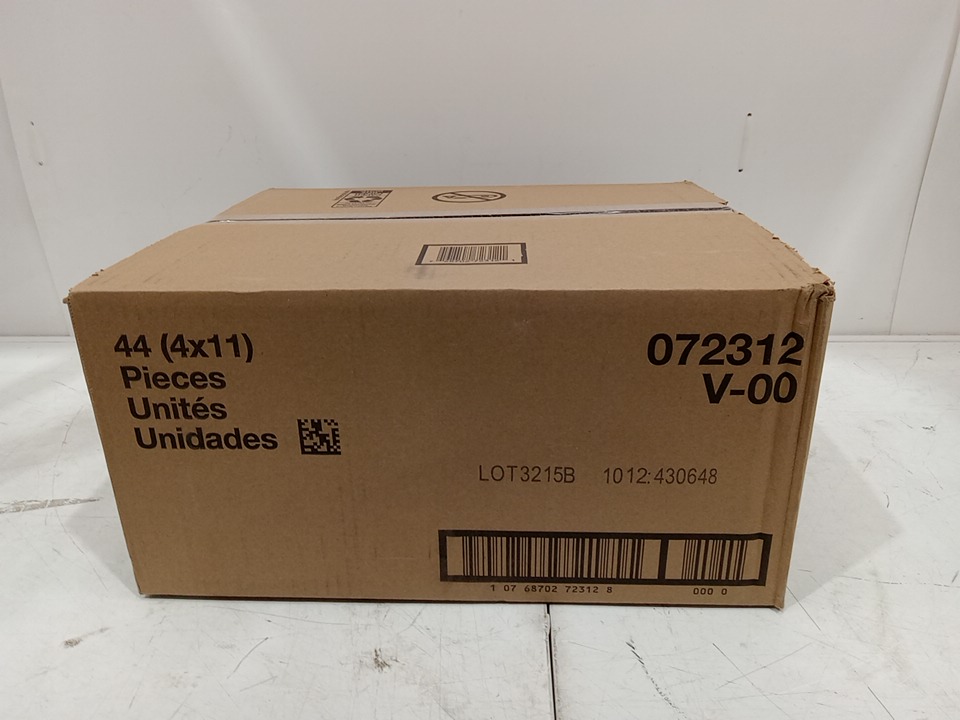 44 (4x11)
Pieces
Unités
Unidades
072312
V-00
LOT3215B 1012:430648
1 07 68702 72312 8 000 0